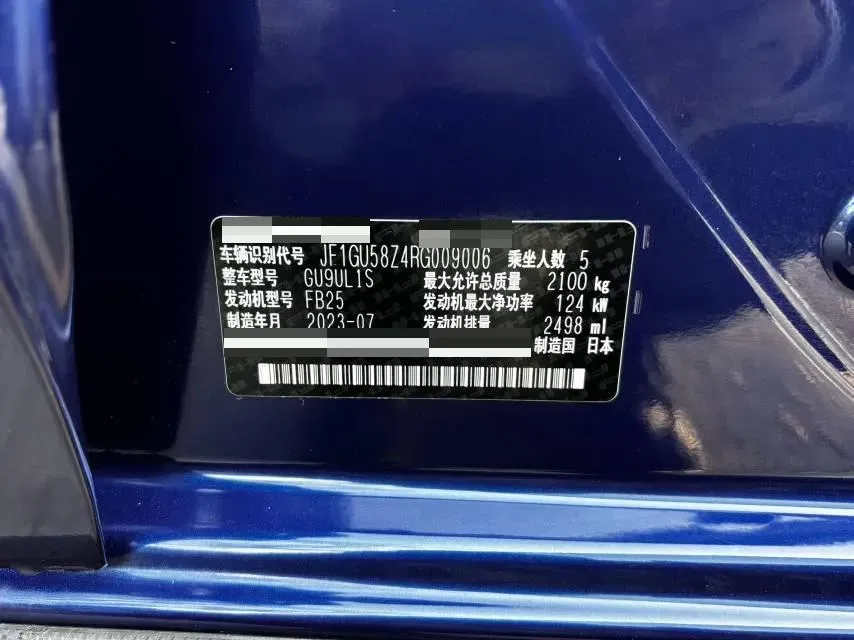 车辆识别代号 JF1GU58Z4RG009006 乘坐人数 5
整车型号 GU9UL1S 最大允许总质量 2100 kg
发动机型号 FB25 发动机最大净功率 124 kW
制造年月 2023-07 发动机排量 2498 ml
制造国 日本